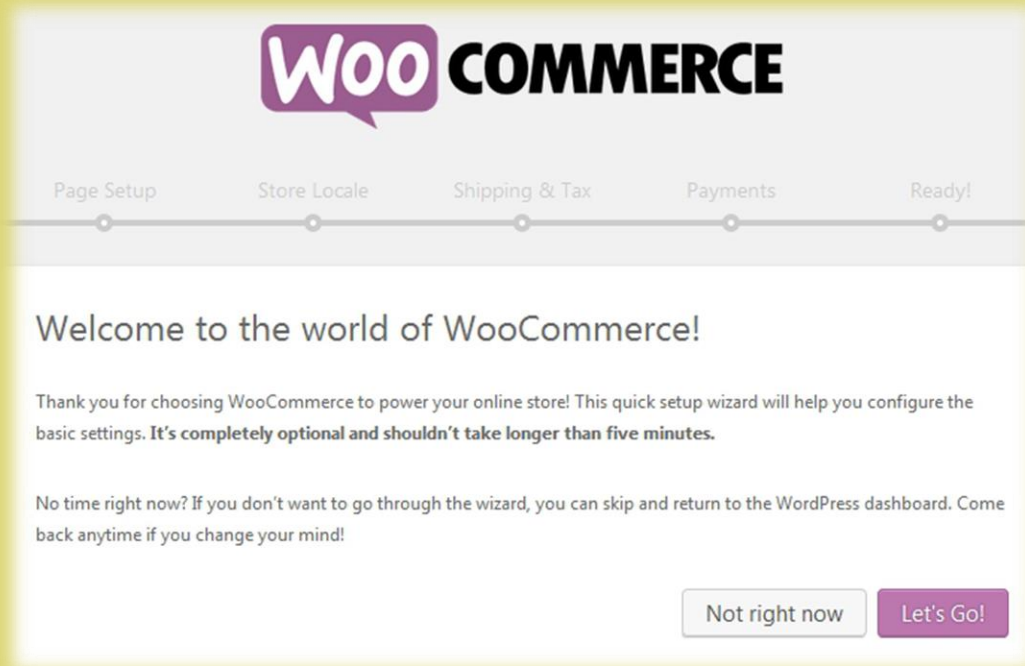 WOO COMMERCE
Page Setup Store Locale Shipping & Tax Payments Ready!
Welcome to the world of WooCommerce!
Thank you for choosing WooCommerce to power your online store! This quick setup wizard will help you configure the
basic settings. It's completely optional and shouldn't take longer than five minutes.
No time right now? If you don't want to go through the wizard, you can skip and return to the WordPress dashboard. Come
back anytime if you change your mind!
Not right now Let's Go!